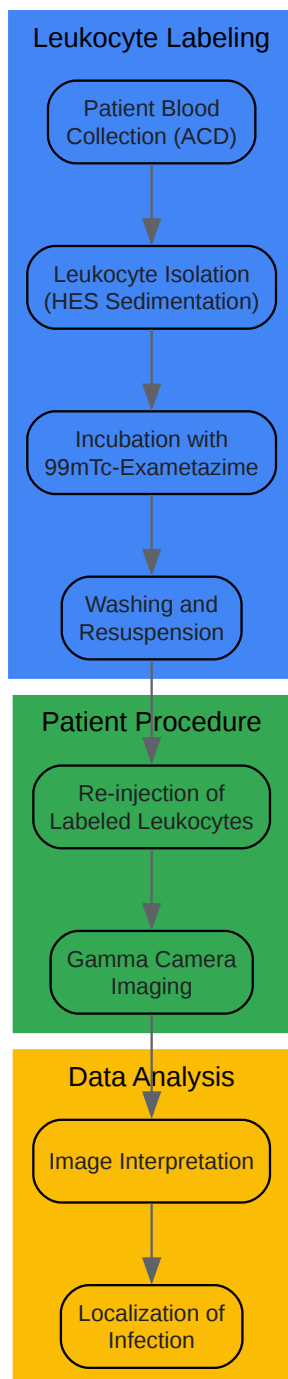 Leukocyte Labeling
Patient Blood
Collection (ACD)
Leukocyte Isolation
(HES Sedimentation)
Incubation with
99mTc-Exametazime
Washing and
Resuspension
Patient Procedure
Re-injection of
Labeled Leukocytes
Gamma Camera
Imaging
Data Analysis
Image Interpretation
Localization of
Infection